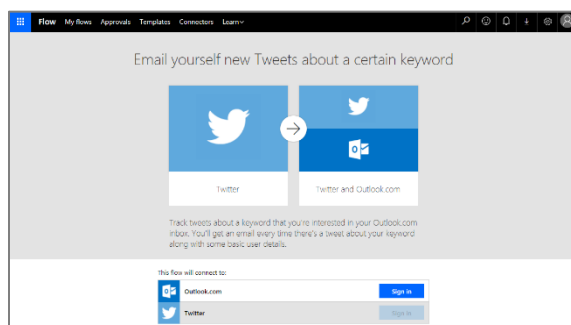 Flow My flows Approvals Templates Connectors Learn
Email yourself new Tweets about a certain keyword
Twitter
Twitter and Outlook.com
Track tweets about a keyword that you're interested in your Outlook.com
inbox. You'll get an email every time there's a tweet about your keyword
along with some basic user details.
This flow will connect to:
Outlook.com Sign in
Twitter Sign in